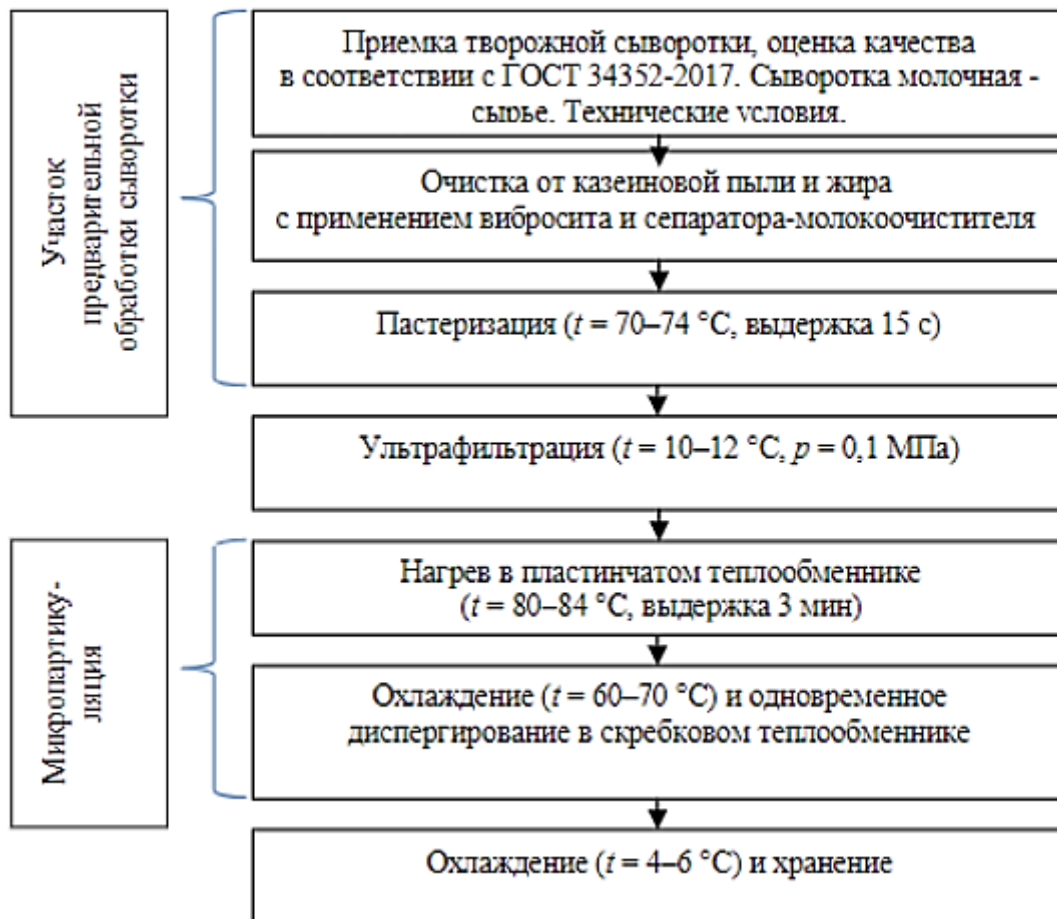 Участок
предварительной
обработки сыворотки
Приемка творожной сыворотки, оценка качества
в соответствии с ГОСТ 34352-2017. Сыворотка молочная -
сырье. Технические условия.
Очистка от казеиновой пыли и жира
с применением вибросита и сепаратора-молокоочистителя
Пастеризация (t = 70–74 °C, выдержка 15 с)
Ультрафильтрация (t = 10–12 °C, p = 0,1 МПа)
Микропартику-
ляция
Нагрев в пластинчатом теплообменнике
(t = 80–84 °C, выдержка 3 мин)
Охлаждение (t = 60–70 °C) и одновременное
диспергирование в скребковом теплообменнике
Охлаждение (t = 4–6 °C) и хранение